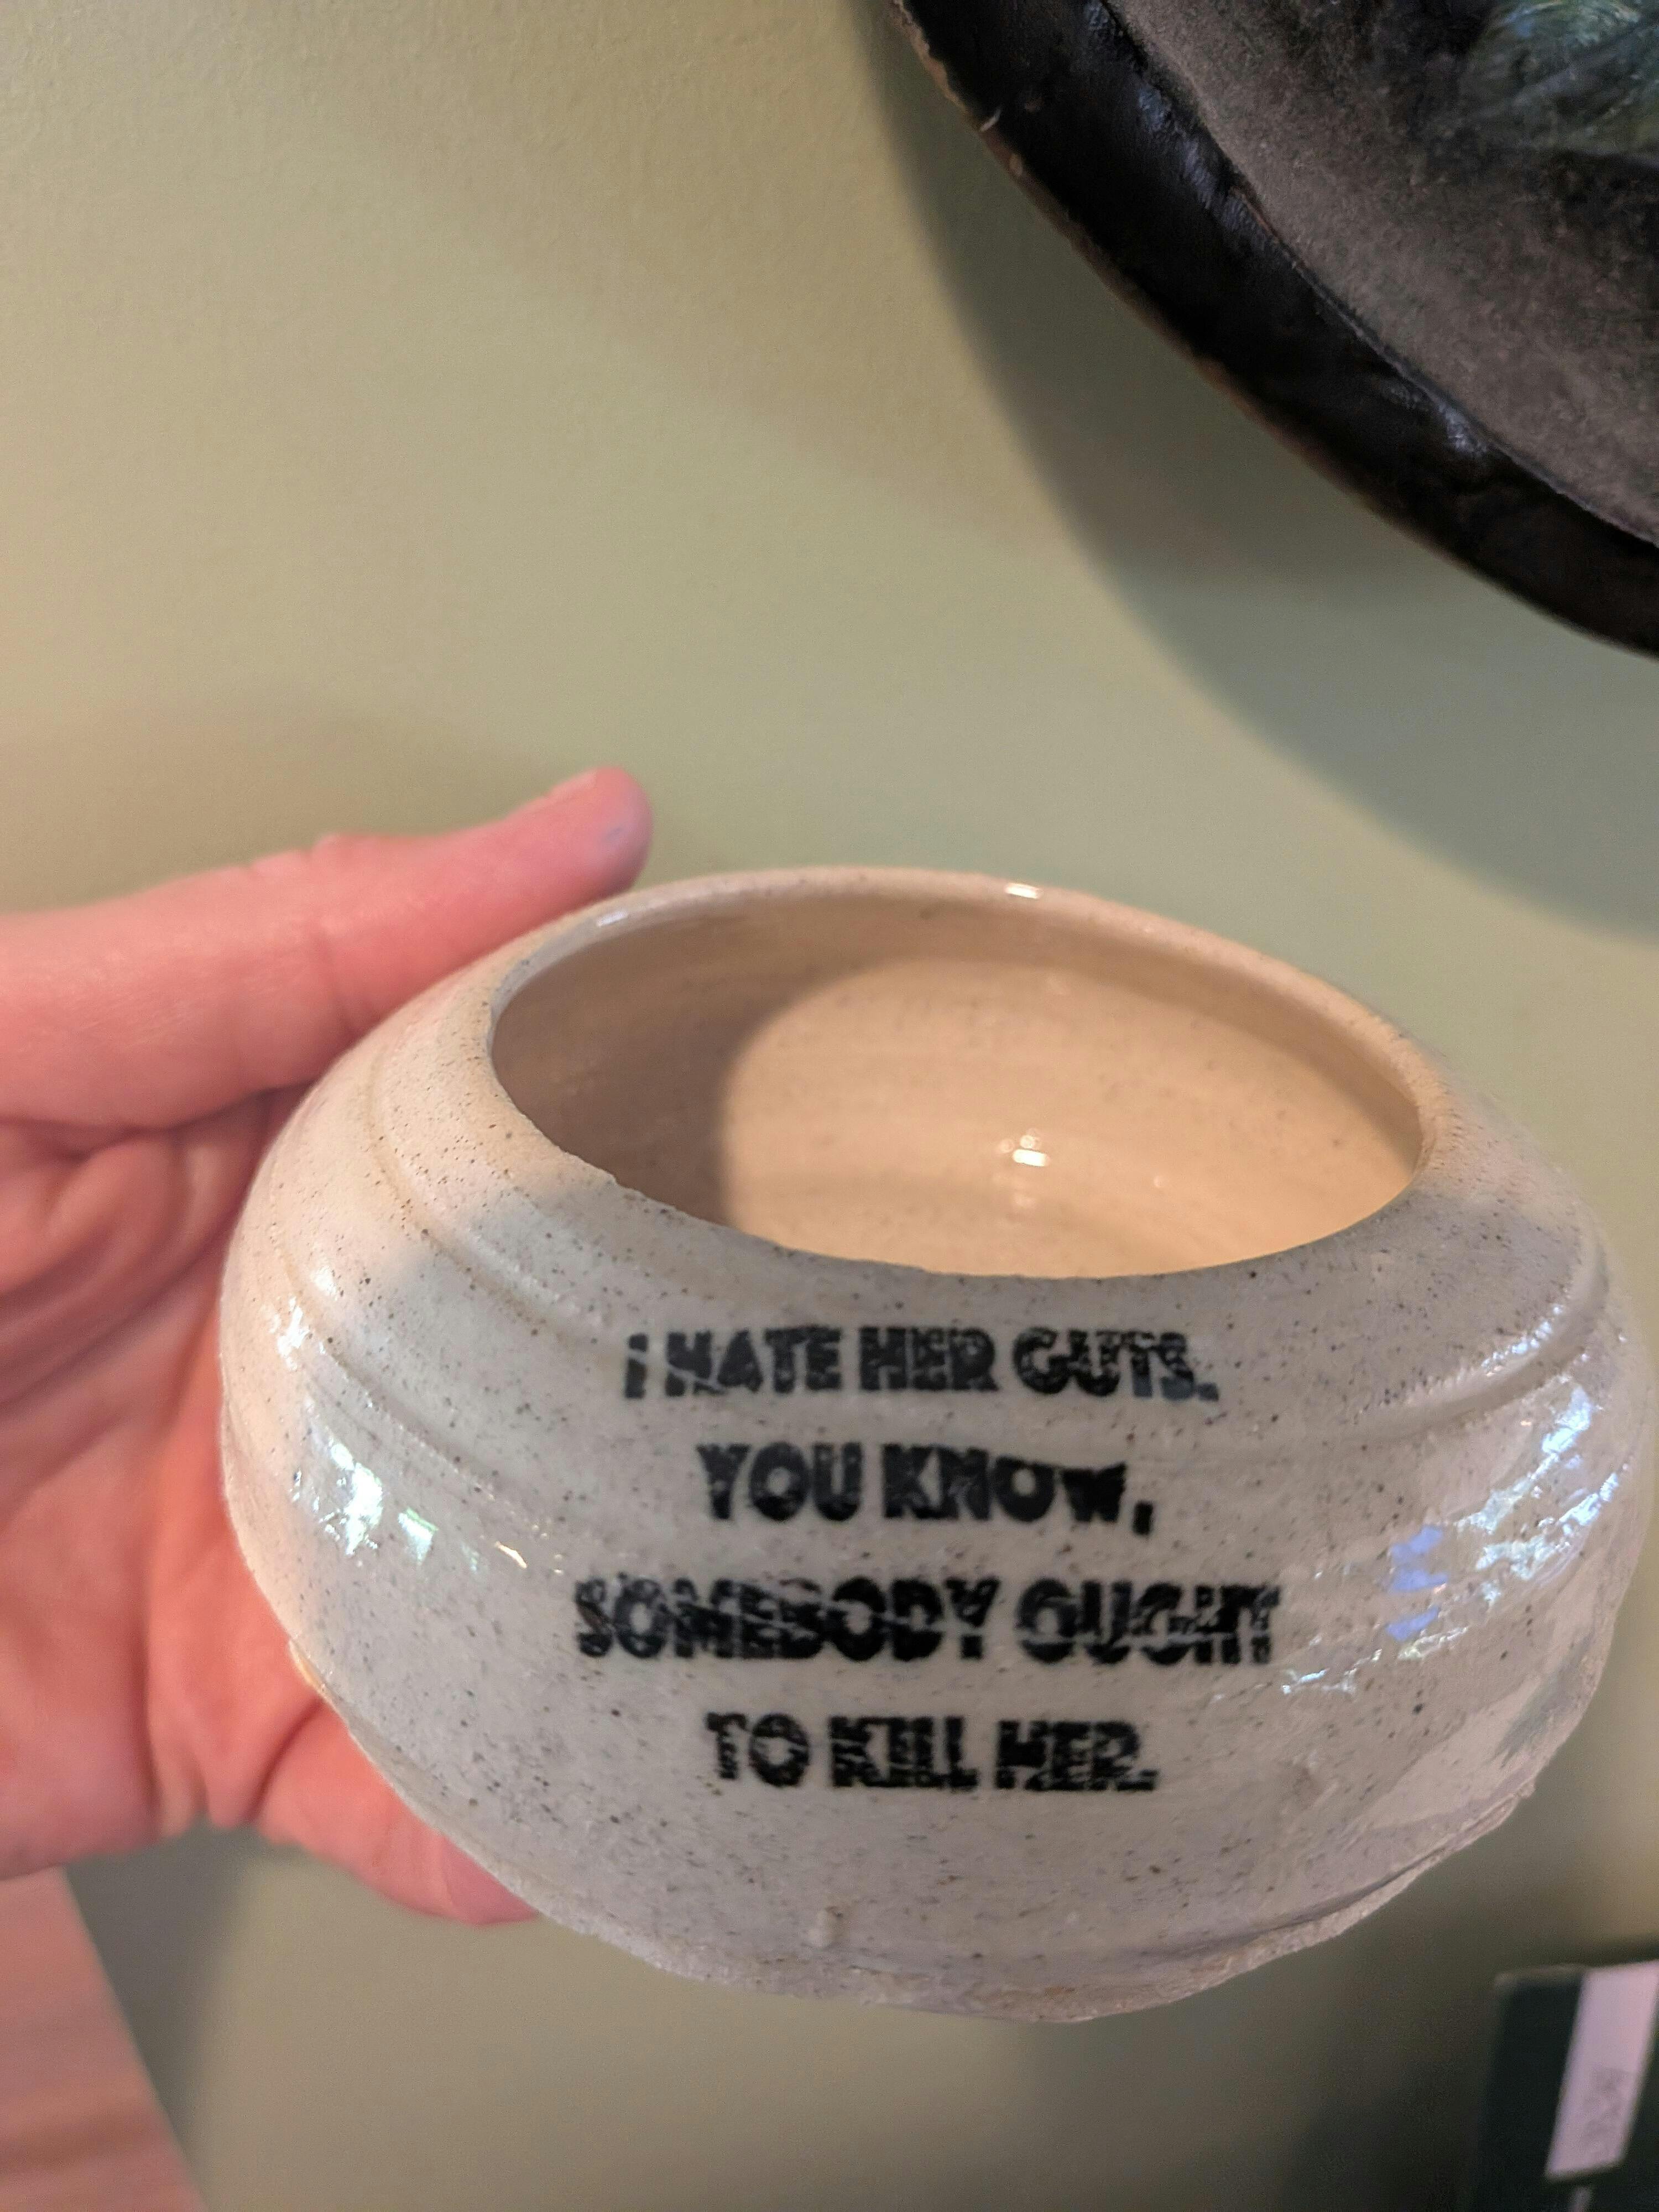 I HATE HER GUTS.
YOU KNOW,
SOMEBODY OUGHT
TO KILL HER.